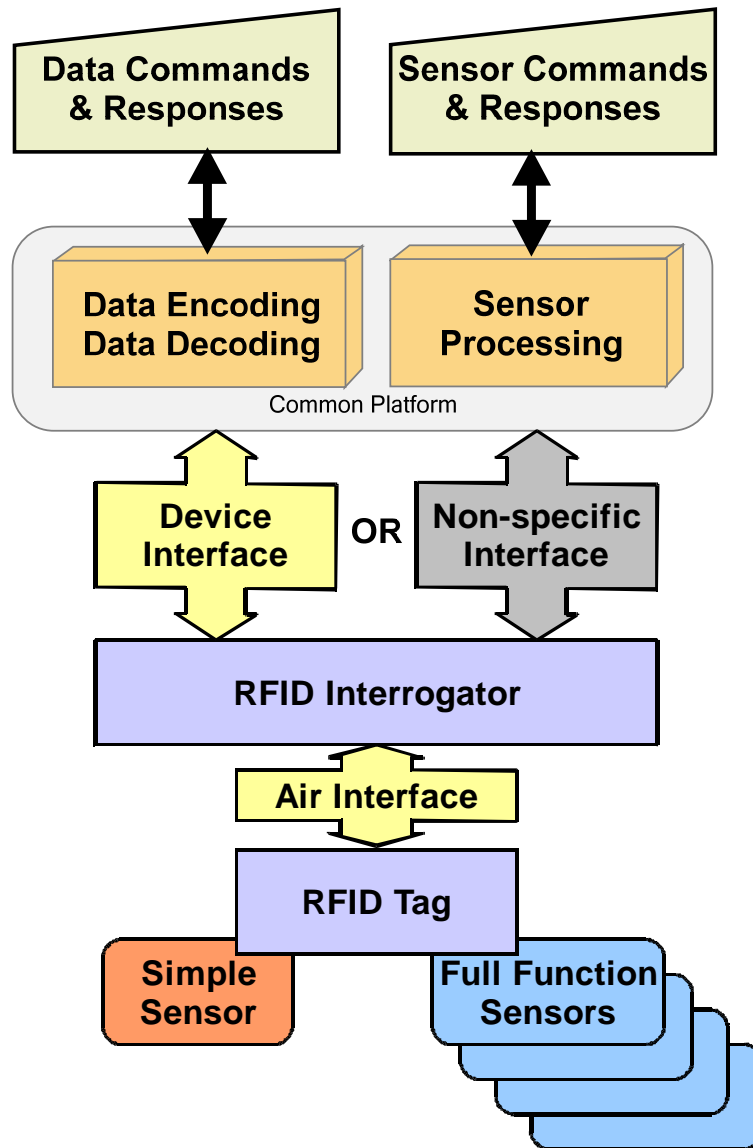 Data Commands
& Responses
Sensor Commands
& Responses
Data Encoding
Data Decoding
Sensor
Processing
Common Platform
Device
Interface
OR
Non-specific
Interface
RFID Interrogator
Air Interface
RFID Tag
Simple
Sensor
Full Function
Sensors